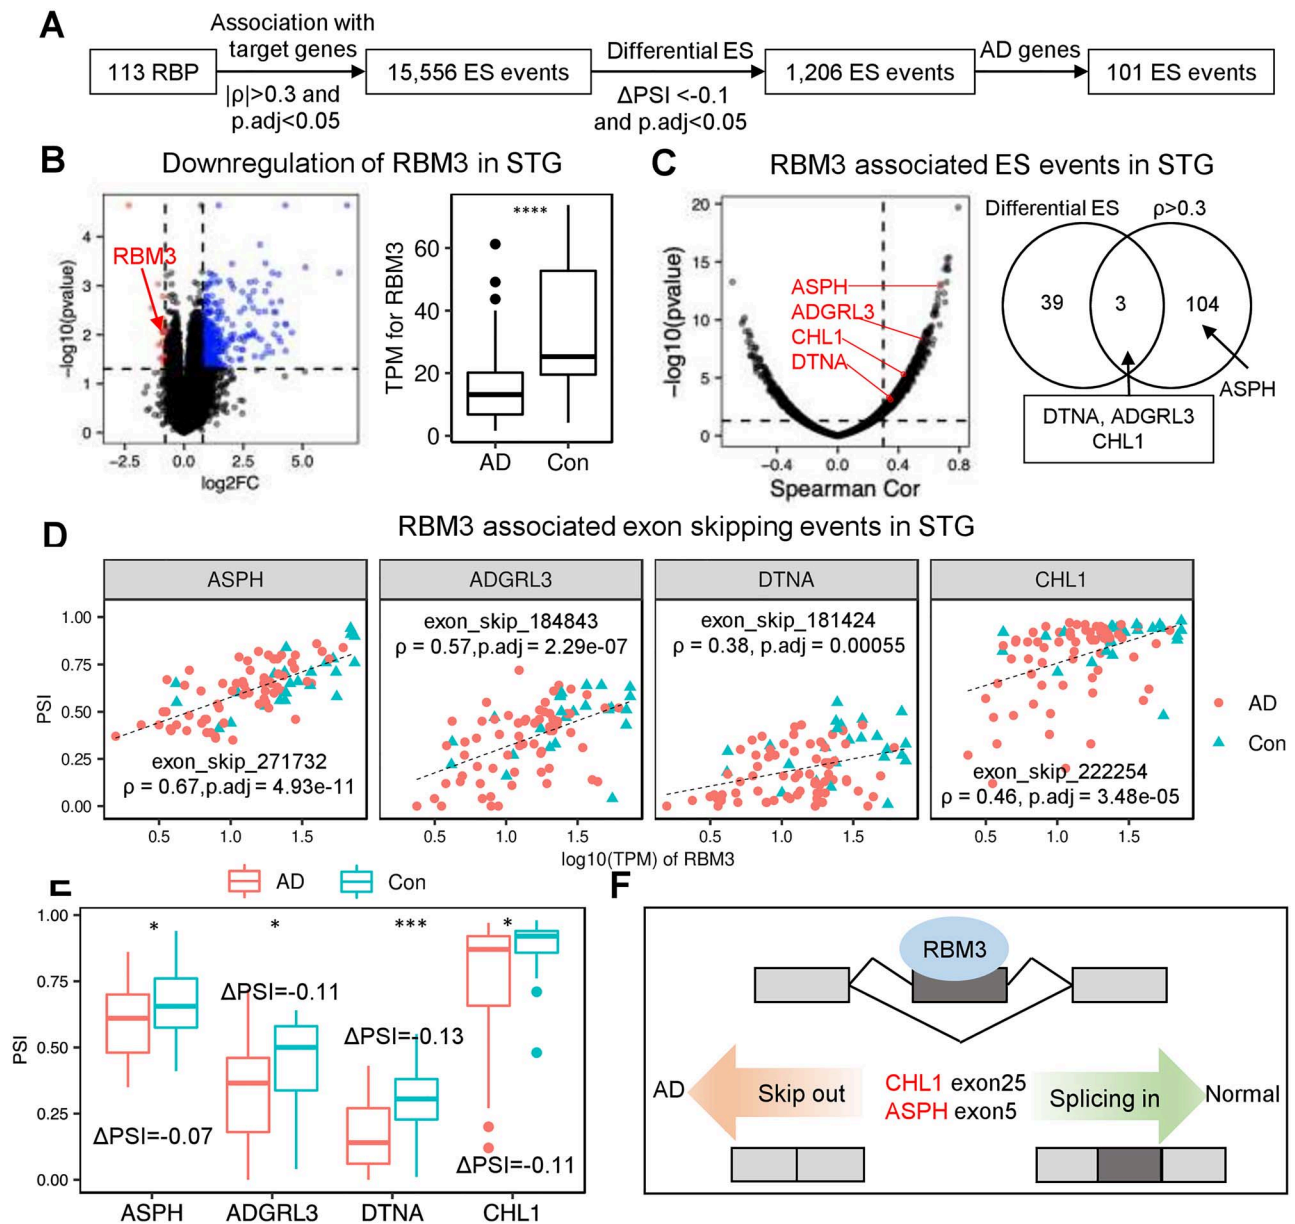 A
113 RBP
Association with
target genes
|ρ|>0.3 and
p.adj<0.05
15,556 ES events
Differential ES
ΔPSI <-0.1
and p.adj<0.05
1,206 ES events
AD genes
101 ES events
B
Downregulation of RBM3 in STG
RBM3
−log10(pvalue)
4
3
2
1
0
−2.5
0.0
2.5
5.0
log2FC
TPM for RBM3
60
40
20
0
****
AD
Con
C
RBM3 associated ES events in STG
−log10(pvalue)
20
15
10
5
0
ASPH
ADGRL3
CHL1
DTNA
−0.4
0.0
0.4
0.8
Spearman Cor
Differential ES
ρ>0.3
39
3
104
ASPH
DTNA, ADGRL3
CHL1
D
RBM3 associated exon skipping events in STG
ASPH
ADGRL3
DTNA
CHL1
PSI
1.00
0.75
0.50
0.25
0.00
exon_skip_271732
ρ = 0.67,p.adj = 4.93e-11
exon_skip_184843
ρ = 0.57,p.adj = 2.29e-07
exon_skip_181424
ρ = 0.38, p.adj = 0.00055
exon_skip_222254
ρ = 0.46, p.adj = 3.48e-05
0.5 1.0 1.5
0.5 1.0 1.5
0.5 1.0 1.5
0.5 1.0 1.5
log10(TPM) of RBM3
AD
Con
E
AD
Con
PSI
1.00
0.75
0.50
0.25
0.00
*
*
***
*
ΔPSI=-0.07
ΔPSI=-0.11
ΔPSI=-0.13
ΔPSI=-0.11
ASPH
ADGRL3
DTNA
CHL1
F
RBM3
AD
Skip out
CHL1 exon25
ASPH exon5
Splicing in
Normal